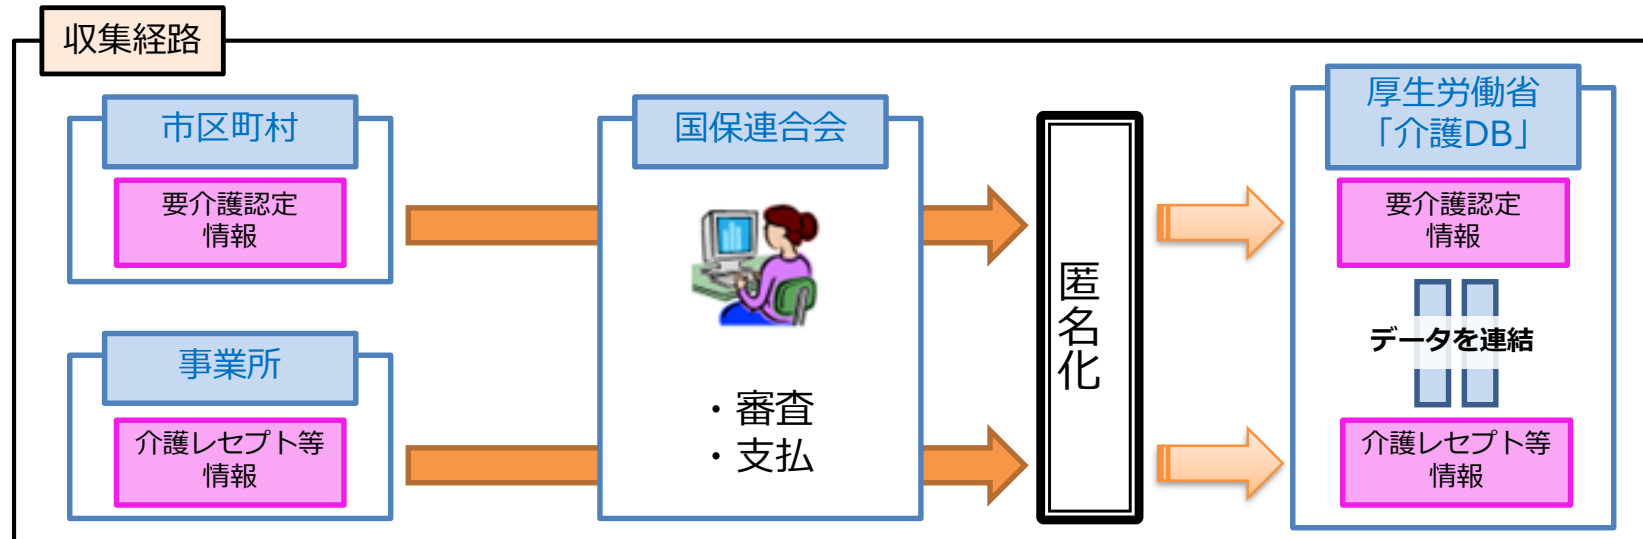 収集経路
市区町村
要介護認定
情報
事業所
介護レセプト等
情報
国保連合会
・審査
・支払
匿名化
厚生労働省
「介護DB」
要介護認定
情報
データを連結
介護レセプト等
情報